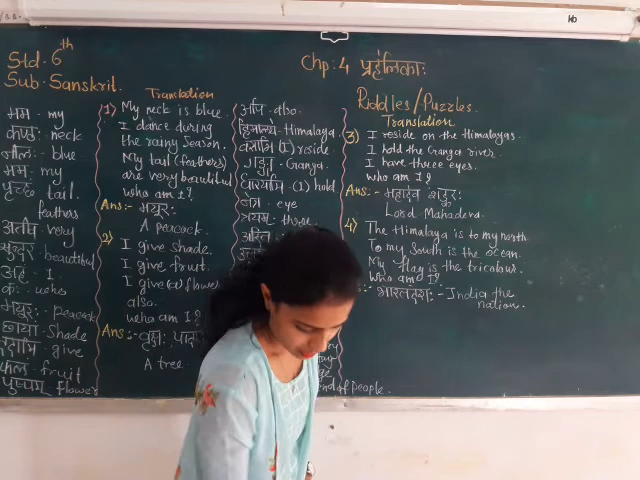 Std. 6th
Sub. Sanskrit.
Chp: 4 प्रहेलिकाः
Riddles/Puzzles.
मम - my
कण्ठः neck
नीलः - blue
मम - my
पृच्छ tail.
feathers
अतीव very
सुन्दर beautiful
अहं - I.
कः - who
मयूरः - peacock
छाया - Shade
ददामि - give
फल - fruit
पुष्पम् flower
Translation
1) My neck is blue.
I dance during
the rainy Season.
My tail (feathers)
are very beautiful
who am I?
Ans:- मयूरः
A peacock.
2)
I give Shade.
I give fruit.
I give (a) flower
also.
who am I?
Ans:- वृक्षः
A tree.
अपि - also.
हिमालय - Himalaya.
वसामि (I) reside
गङ्गा - Ganga
धारयामि - (I) hold
नेत्र - eye
त्रयम् - three
of people.
Translation
3) I reside on the Himalayas.
I hold the Ganga river.
I have three eyes.
who am I?
Ans:- महादेव शङ्कर:
Lord Mahadeva.
4) The Himalaya is to my north.
To my South is the ocean.
My flag is the tricolour.
Who am I?
:- भारतदेशः - India the
nation.